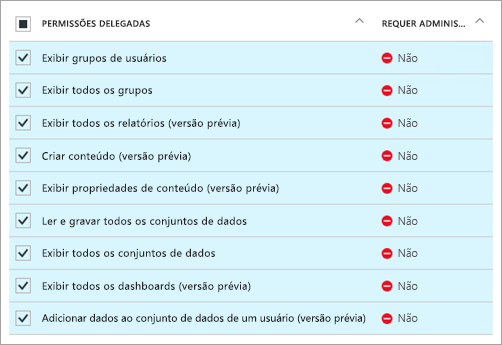 PERMISSÕES DELEGADAS REQUER ADMINIS...
Exibir grupos de usuários Não
Exibir todos os grupos Não
Exibir todos os relatórios (versão prévia) Não
Criar conteúdo (versão prévia) Não
Exibir propriedades de conteúdo (versão prévia) Não
Ler e gravar todos os conjuntos de dados Não
Exibir todos os conjuntos de dados Não
Exibir todos os dashboards (versão prévia) Não
Adicionar dados ao conjunto de dados de um usuário (versão prévia) Não